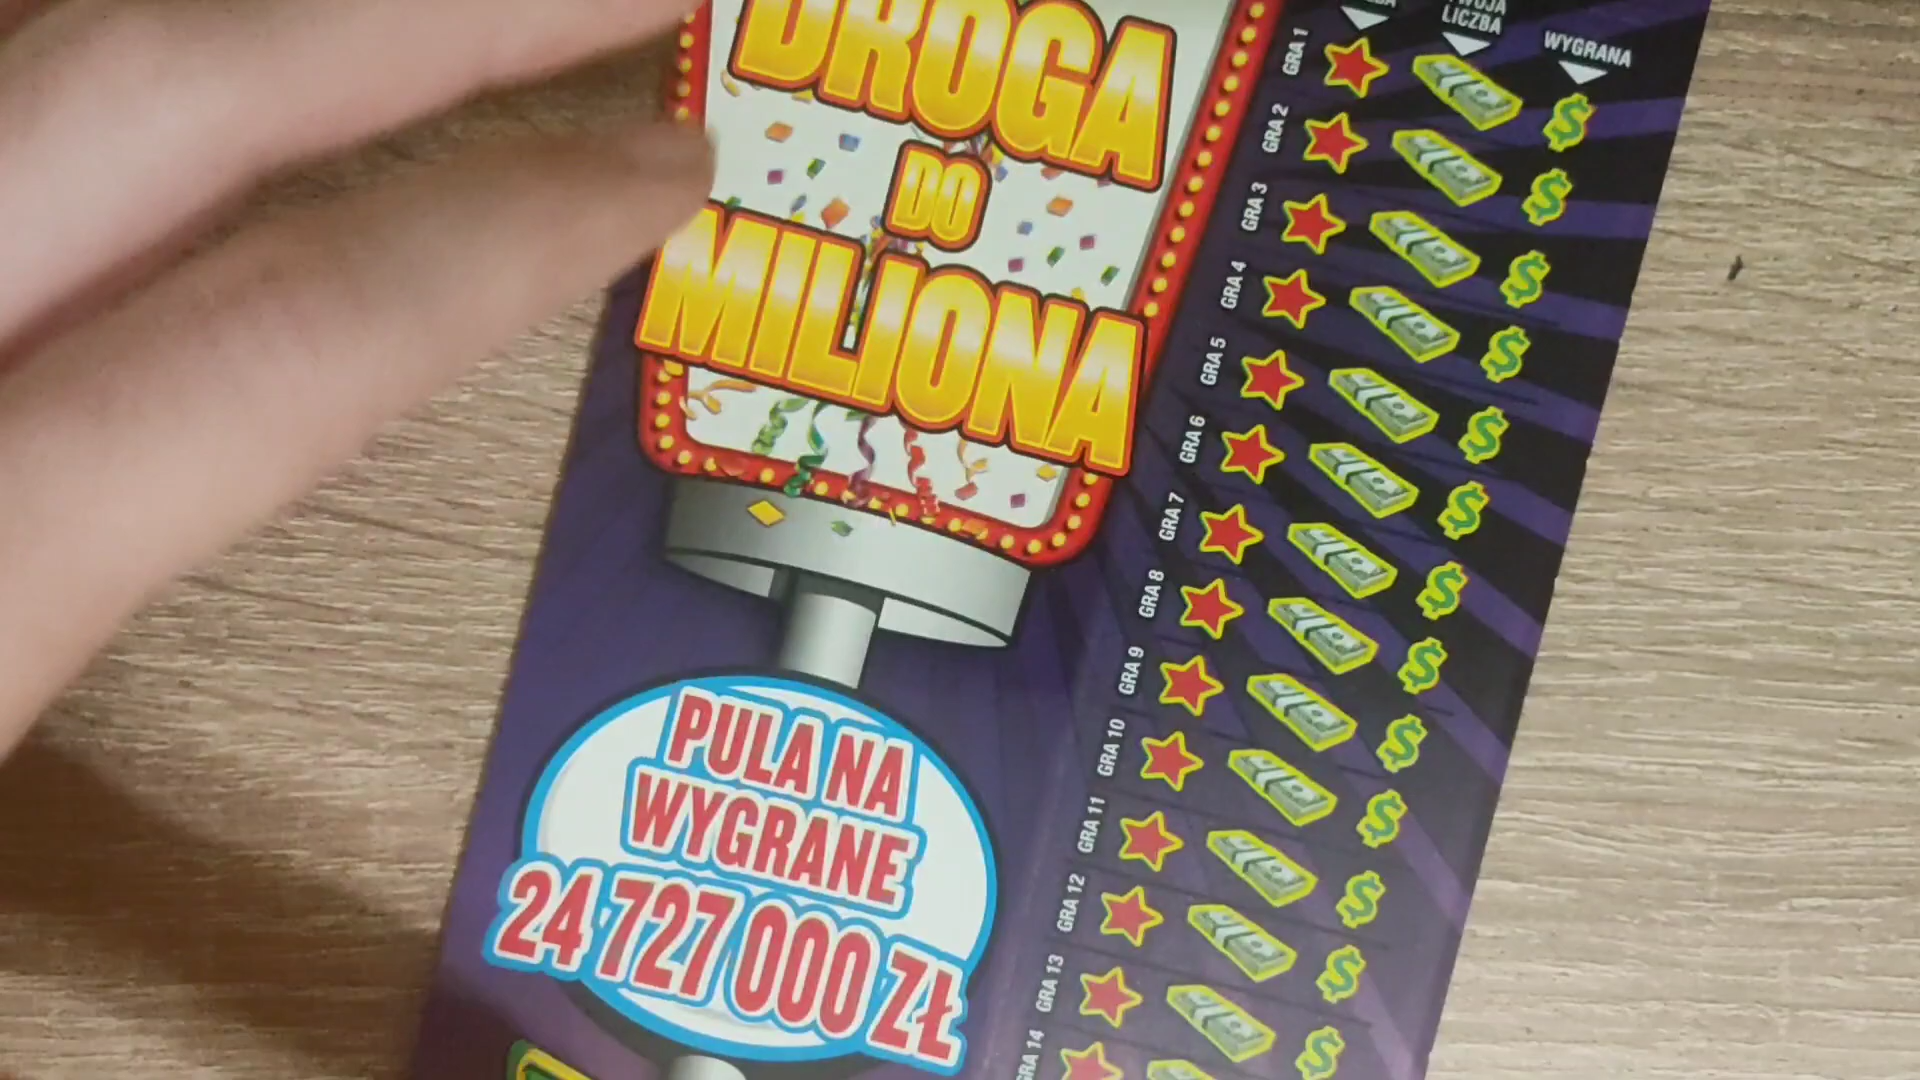 DROGA
DO
MILIONA
PULA NA
WYGRANE
24 727 000 ZŁ
LICZBA
WYGRANA
GRA 1
GRA 2
GRA 3
GRA 4
GRA 5
GRA 6
GRA 7
GRA 8
GRA 9
GRA 10
GRA 11
GRA 12
GRA 13
GRA 14